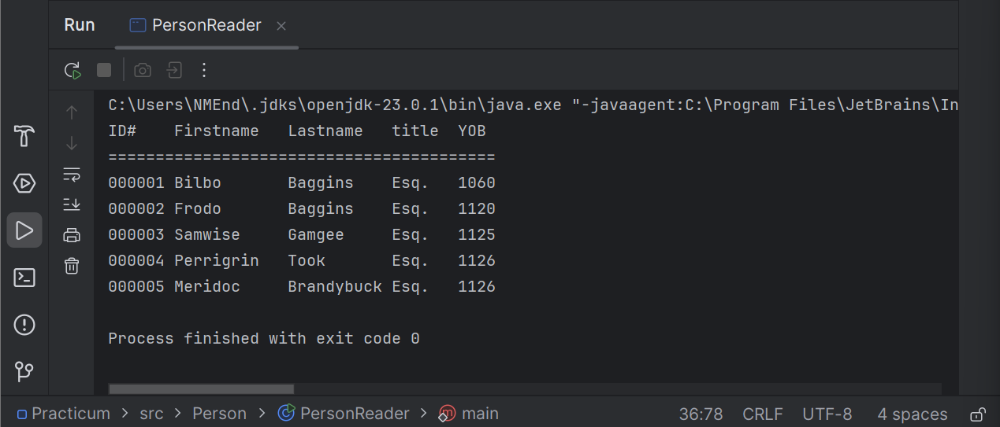 Run PersonReader
C:\Users\NMEnd\.jdks\openjdk-23.0.1\bin\java.exe "-javaagent:C:\Program Files\JetBrains\In
ID#    Firstname   Lastname   title  YOB
=========================================
000001 Bilbo       Baggins    Esq.   1060
000002 Frodo       Baggins    Esq.   1120
000003 Samwise     Gamgee     Esq.   1125
000004 Perrigrin   Took       Esq.   1126
000005 Meridoc     Brandybuck Esq.   1126
Process finished with exit code 0
Practicum > src > Person > PersonReader > main 36:78 CRLF UTF-8 4 spaces